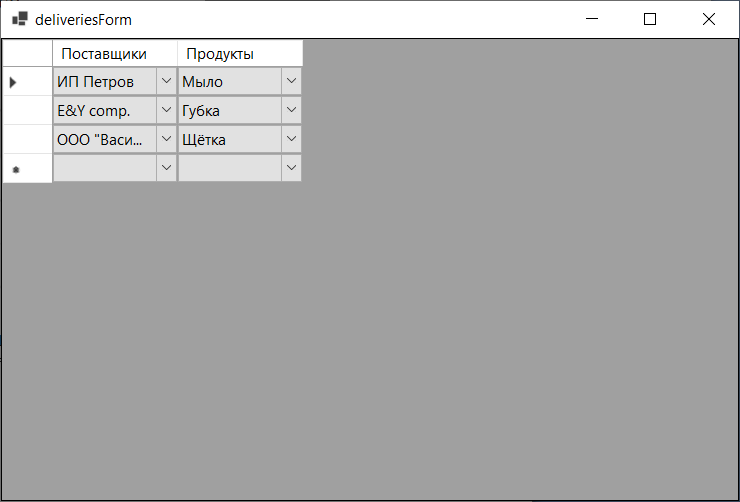 deliveriesForm
Поставщики Продукты
ИП Петров Мыло
E&Y comp. Губка
ООО "Васи... Щётка